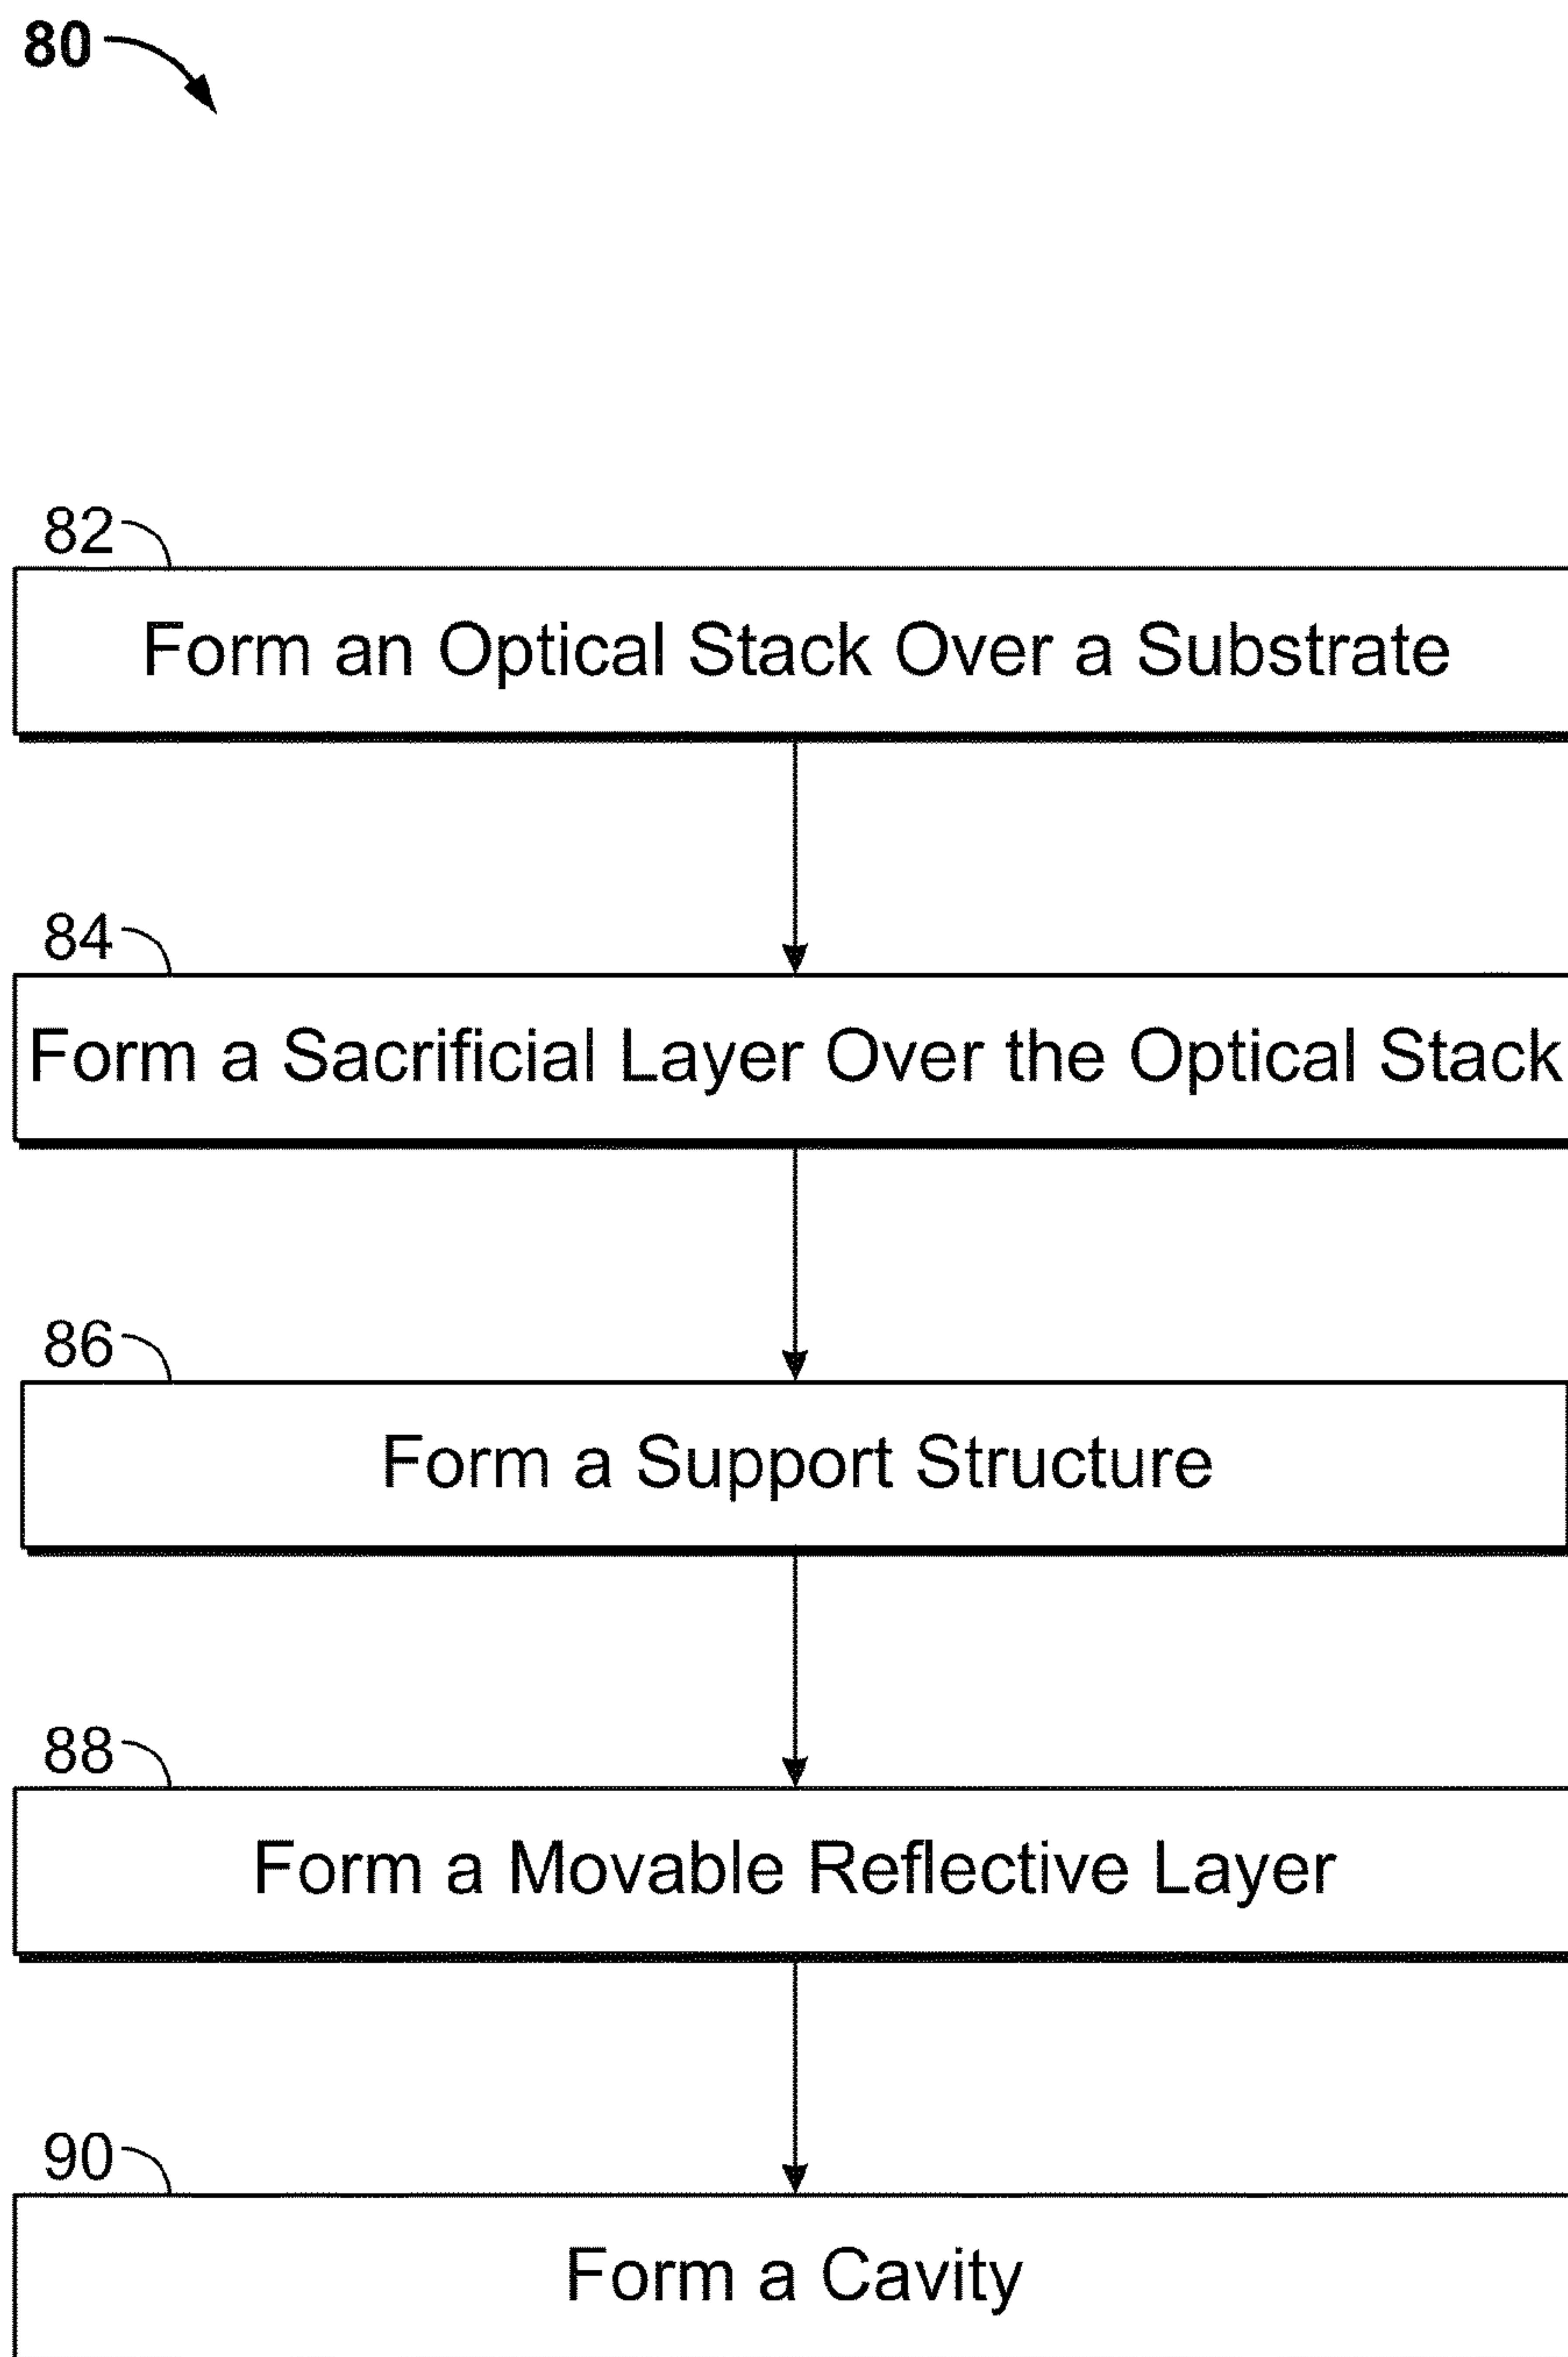 80
82
Form an Optical Stack Over a Substrate
84
Form a Sacrificial Layer Over the Optical Stack
86
Form a Support Structure
88
Form a Movable Reflective Layer
90
Form a Cavity